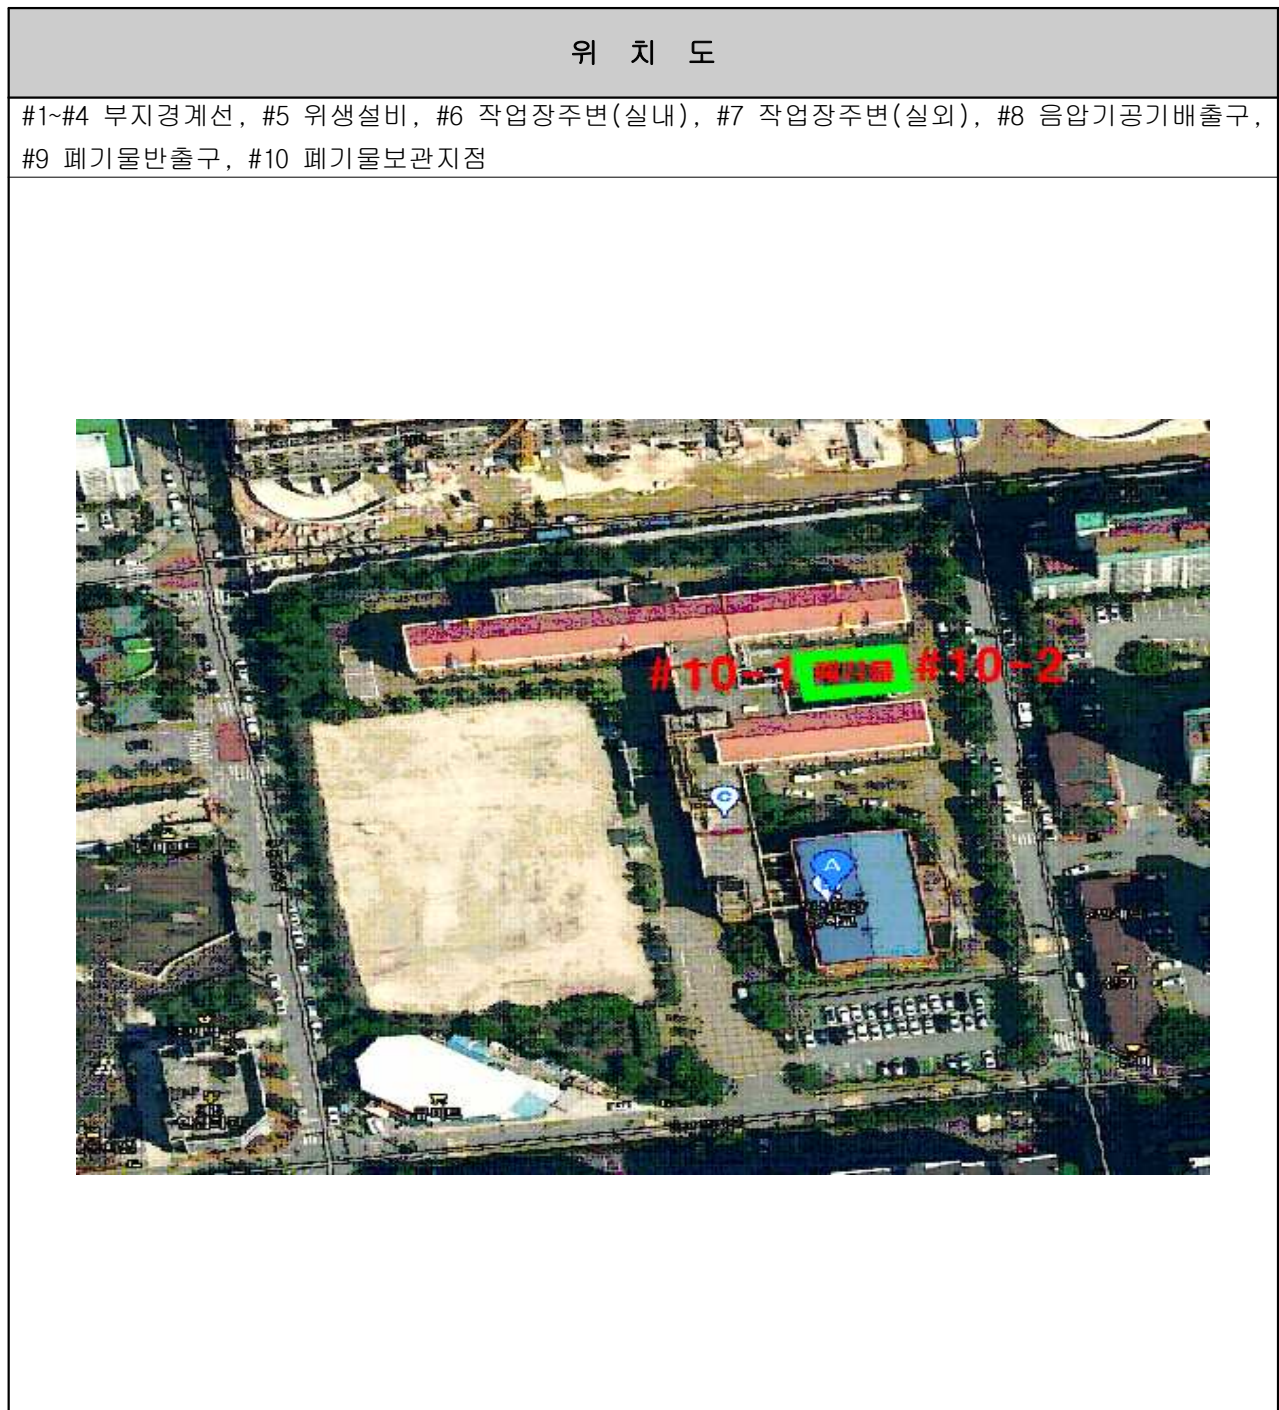 위 치 도
#1~#4 부지경계선, #5 위생설비, #6 작업장주변(실내), #7 작업장주변(실외), #8 음압기공기배출구,
#9 폐기물반출구, #10 폐기물보관지점
#10-1 폐기물 #10-2
C
A